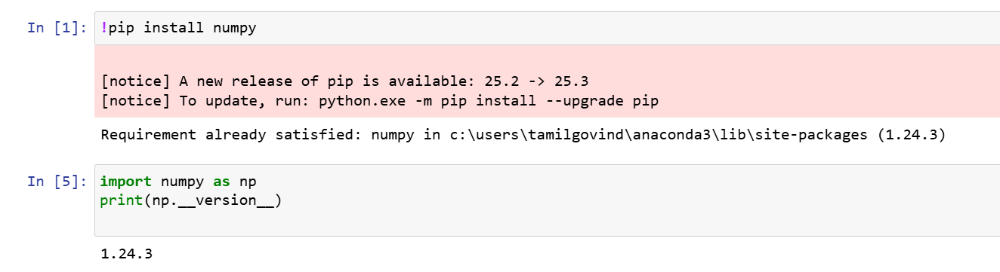 In [1]: !pip install numpy
[notice] A new release of pip is available: 25.2 -> 25.3
[notice] To update, run: python.exe -m pip install --upgrade pip
Requirement already satisfied: numpy in c:\users\tamilgovind\anaconda3\lib\site-packages (1.24.3)
In [5]: import numpy as np
print(np.__version__)
1.24.3